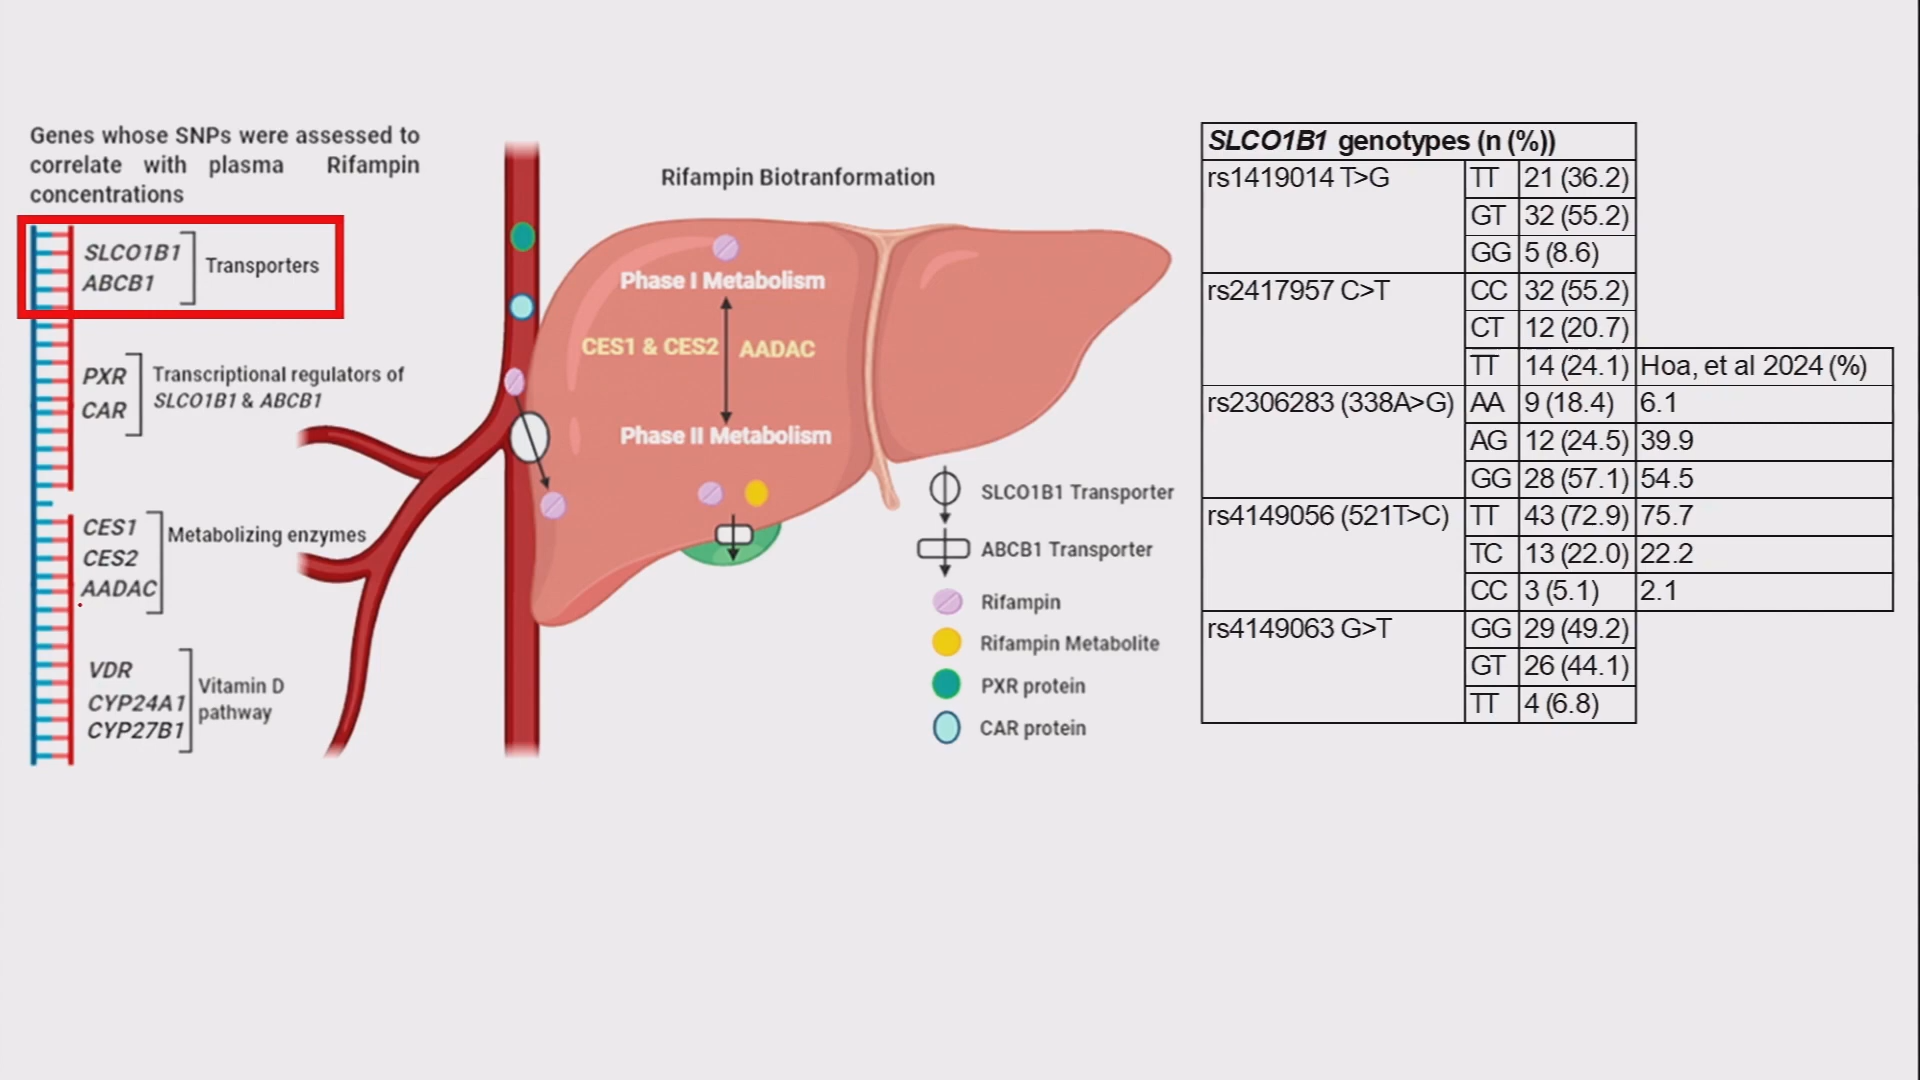 Genes whose SNPs were assessed to
correlate with plasma Rifampin
concentrations
SLCO1B1
ABCB1
Transporters
PXR
CAR
Transcriptional regulators of
SLCO1B1 & ABCB1
CES1
CES2
AADAC
Metabolizing enzymes
VDR
CYP24A1
CYP27B1
Vitamin D
pathway
Rifampin Biotranformation
Phase I Metabolism
CES1 & CES2 AADAC
Phase II Metabolism
SLCO1B1 Transporter
ABCB1 Transporter
Rifampin
Rifampin Metabolite
PXR protein
CAR protein
SLCO1B1 genotypes (n (%))
rs1419014 T>G TT 21 (36.2)
GT 32 (55.2)
GG 5 (8.6)
rs2417957 C>T CC 32 (55.2)
CT 12 (20.7)
TT 14 (24.1) Hoa, et al 2024 (%)
rs2306283 (338A>G) AA 9 (18.4) 6.1
AG 12 (24.5) 39.9
GG 28 (57.1) 54.5
rs4149056 (521T>C) TT 43 (72.9) 75.7
TC 13 (22.0) 22.2
CC 3 (5.1) 2.1
rs4149063 G>T GG 29 (49.2)
GT 26 (44.1)
TT 4 (6.8)